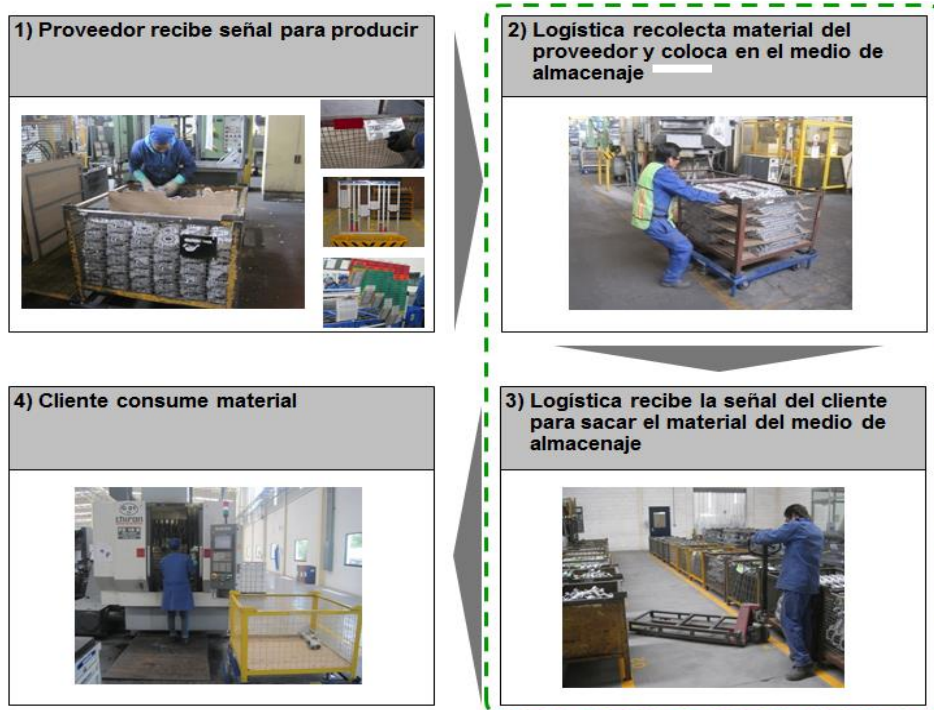 1) Proveedor recibe señal para producir
2) Logística recolecta material del
proveedor y coloca en el medio de
almacenaje
3) Logística recibe la señal del cliente
para sacar el material del medio de
almacenaje
4) Cliente consume material
chiron